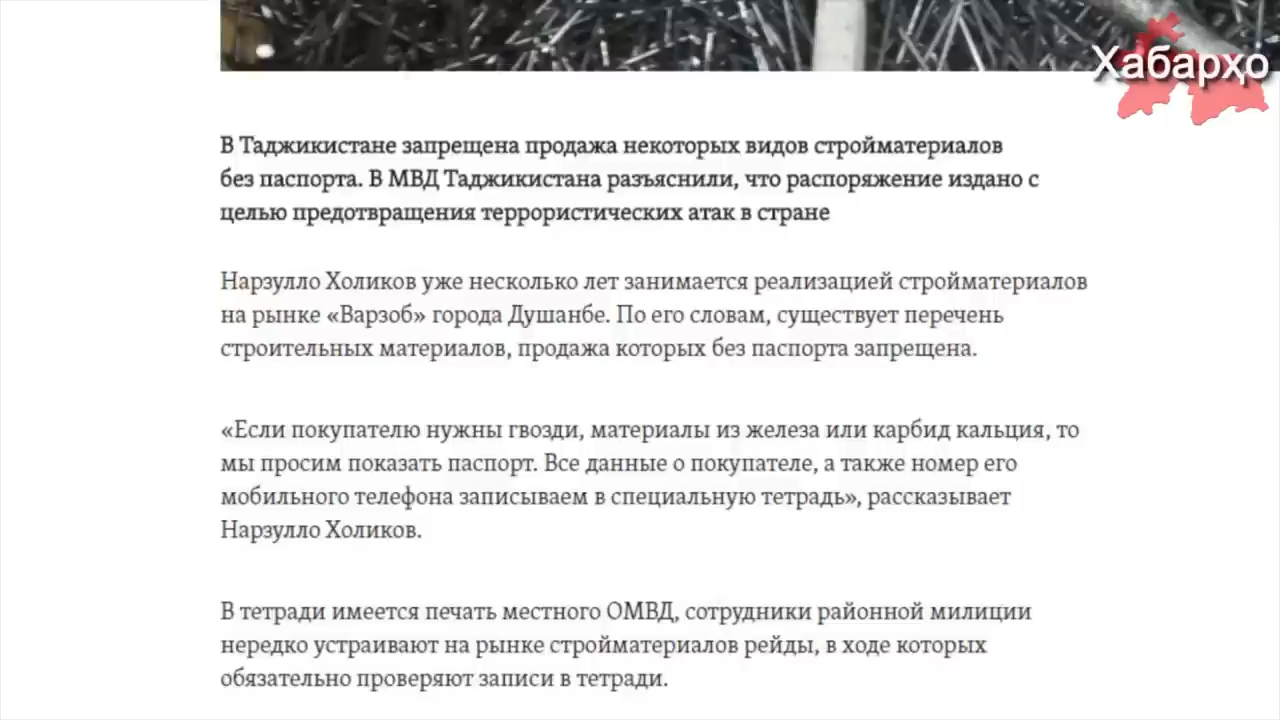 Хабарҳо
В Таджикистане запрещена продажа некоторых видов стройматериалов
без паспорта. В МВД Таджикистана разъяснили, что распоряжение издано с
целью предотвращения террористических атак в стране
Нарзулло Холиков уже несколько лет занимается реализацией стройматериалов
на рынке «Варзоб» города Душанбе. По его словам, существует перечень
строительных материалов, продажа которых без паспорта запрещена.
«Если покупателю нужны гвозди, материалы из железа или карбид кальция, то
мы просим показать паспорт. Все данные о покупателе, а также номер его
мобильного телефона записываем в специальную тетрадь», рассказывает
Нарзулло Холиков.
В тетради имеется печать местного ОМВД, сотрудники районной милиции
нередко устраивают на рынке стройматериалов рейды, в ходе которых
обязательно проверяют записи в тетради.